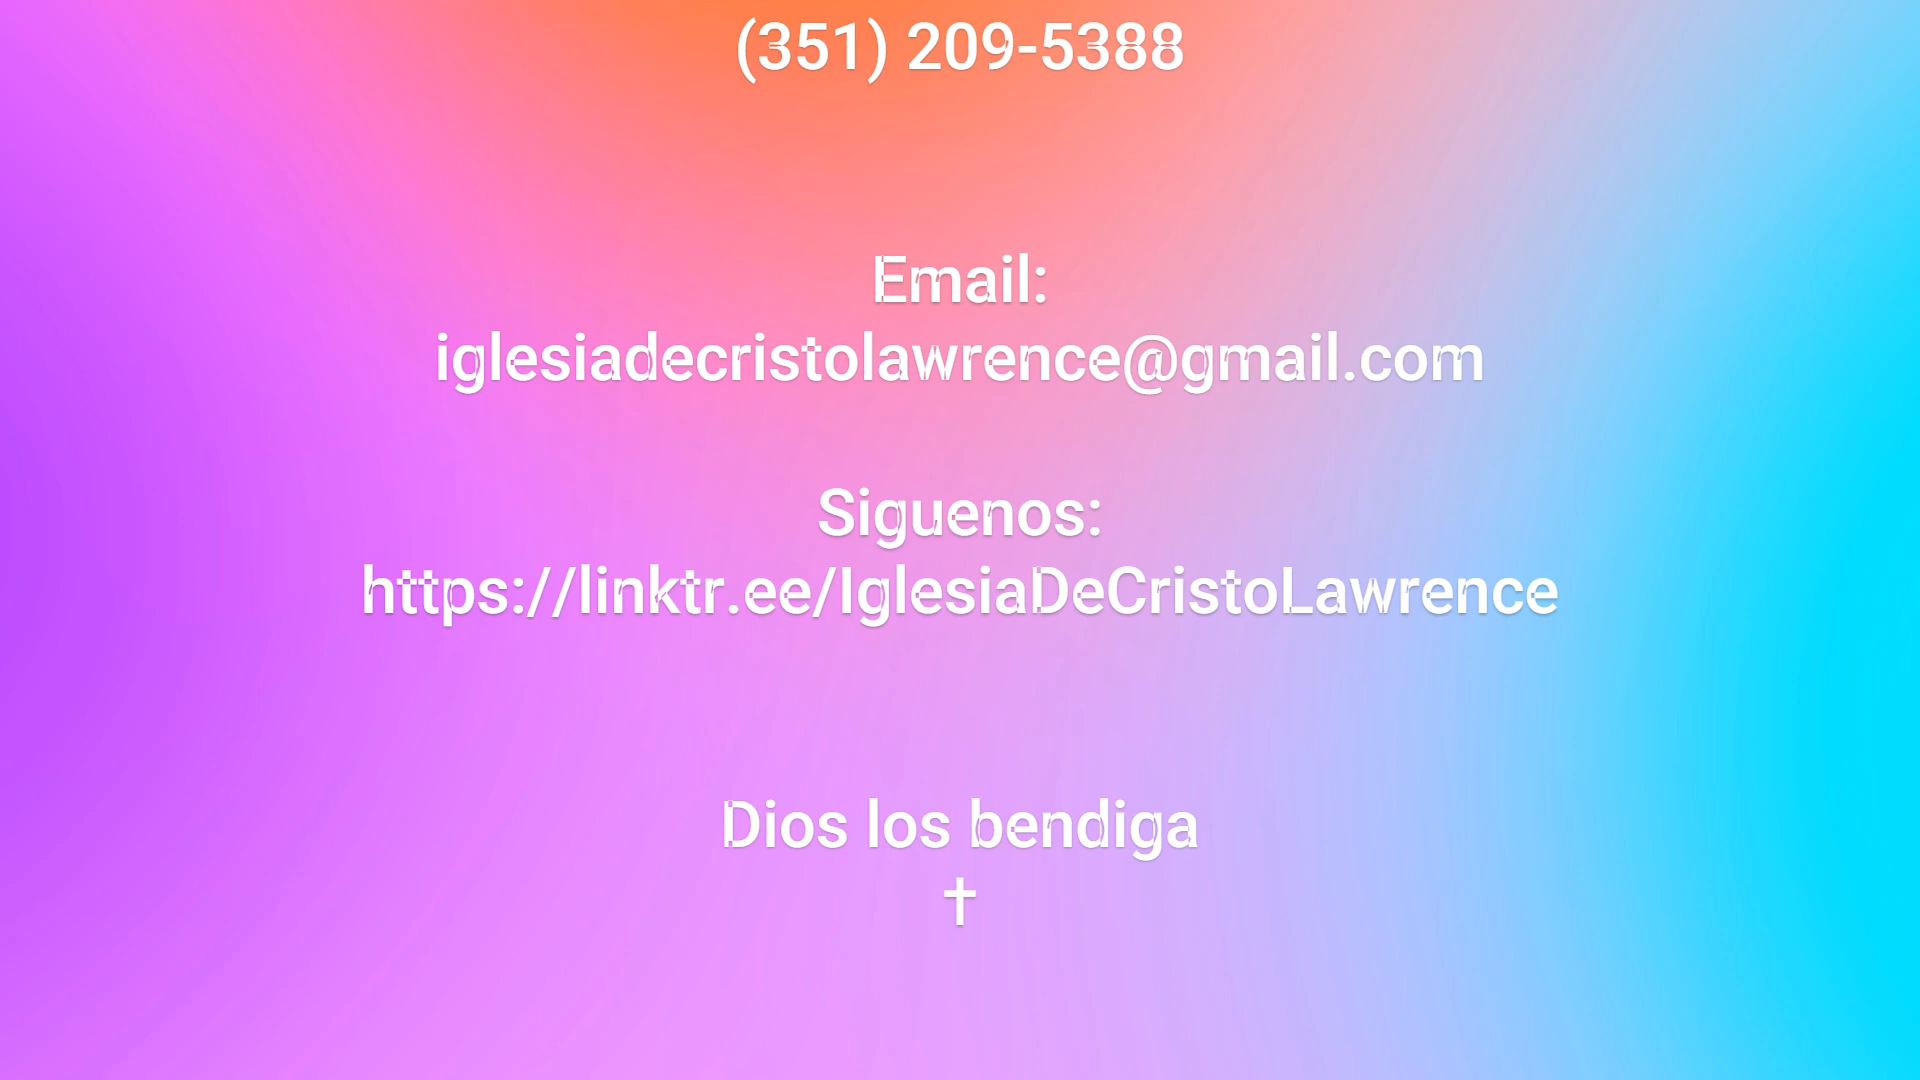 (351) 209-5388
Email:
iglesiadecristolawrence@gmail.com
Siguenos:
https://linktr.ee/IglesiaDeCristoLawrence
Dios los bendiga
✝